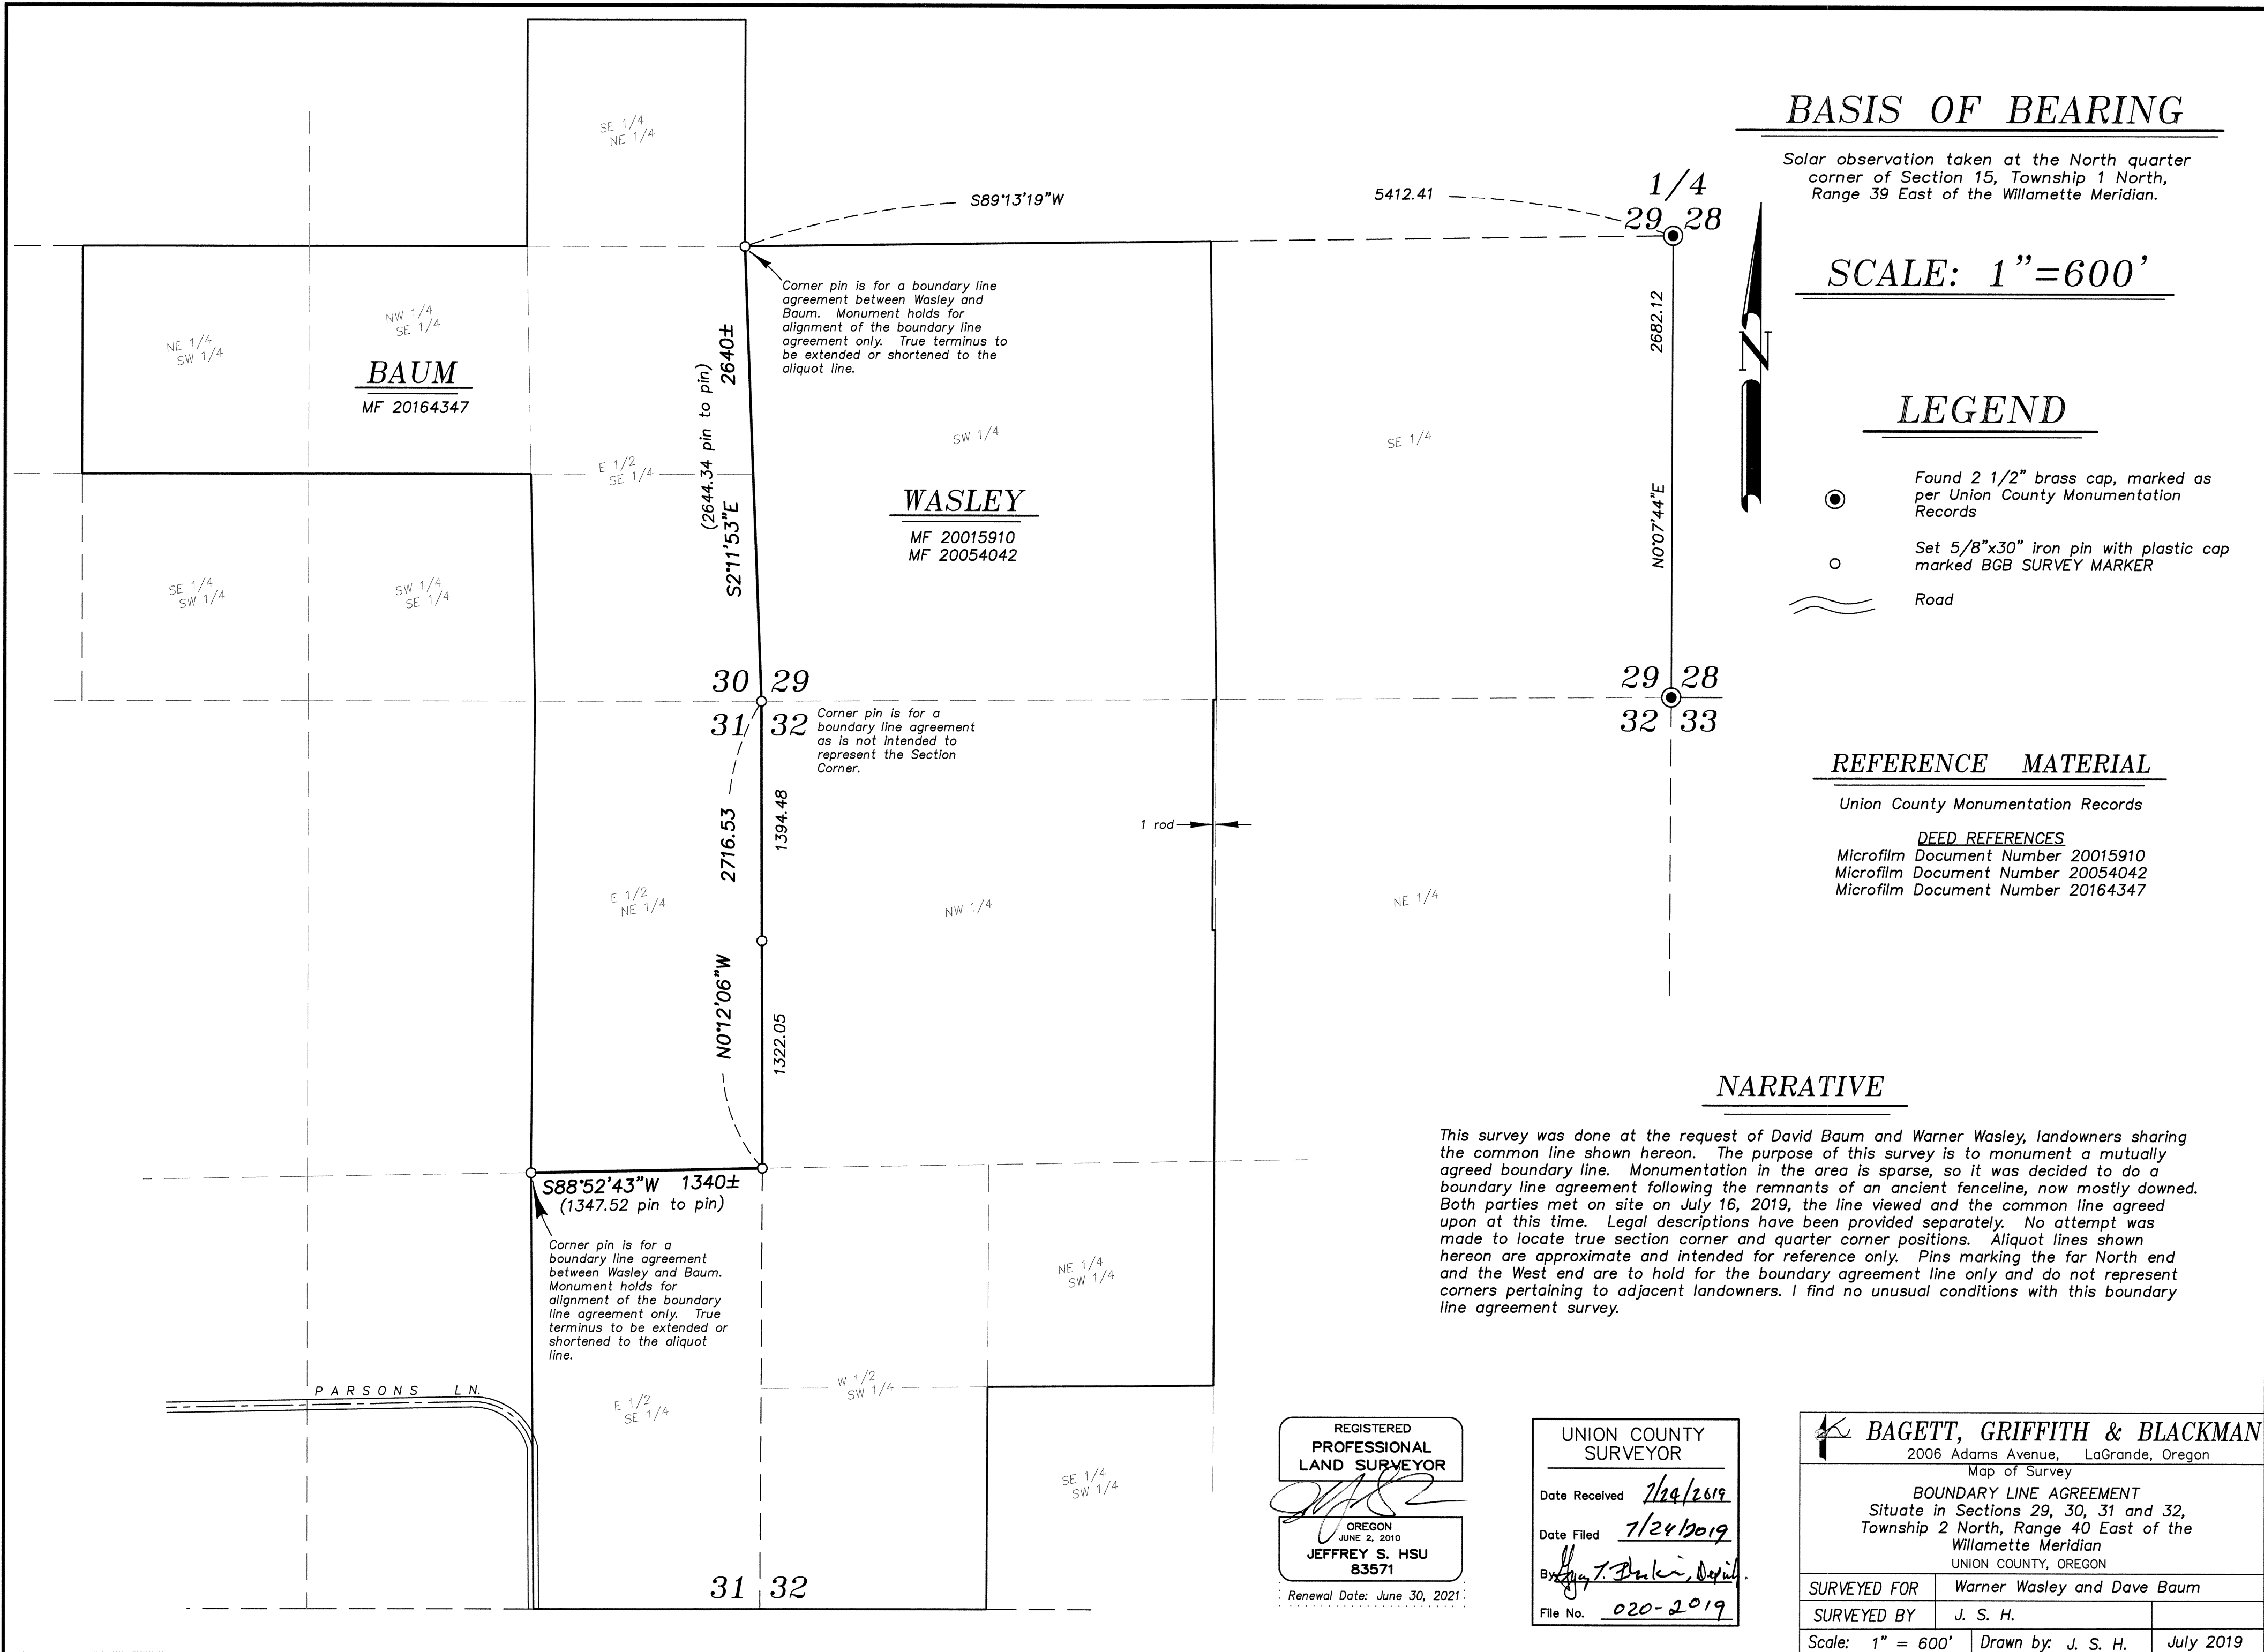 SE 1/4
NE 1/4
S89°13'19"W
5412.41
1/4
29 28
Corner pin is for a boundary line
agreement between Wasley and
Baum. Monument holds for
alignment of the boundary line
agreement only. True terminus to
be extended or shortened to the
aliquot line.
NE 1/4
SW 1/4
NW 1/4
SE 1/4
BAUM
MF 20164347
2640±
(2644.34 pin to pin)
S2°11'53"E
E 1/2
SE 1/4
SW 1/4
WASLEY
MF 20015910
MF 20054042
SE 1/4
2682.12
N0°07'44"E
SE 1/4
SW 1/4
SW 1/4
SE 1/4
30 29
31 32
Corner pin is for a
boundary line agreement
as is not intended to
represent the Section
Corner.
29 28
32 33
2716.53
1394.48
1 rod
E 1/2
NE 1/4
NW 1/4
NE 1/4
N0°12'06"W
1322.05
S88°52'43"W 1340±
(1347.52 pin to pin)
Corner pin is for a
boundary line agreement
between Wasley and Baum.
Monument holds for
alignment of the boundary
line agreement only. True
terminus to be extended or
shortened to the aliquot
line.
NE 1/4
SW 1/4
PARSONS LN.
E 1/2
SE 1/4
W 1/2
SW 1/4
SE 1/4
SW 1/4
31 32
BASIS OF BEARING
Solar observation taken at the North quarter
corner of Section 15, Township 1 North,
Range 39 East of the Willamette Meridian.
SCALE: 1"=600'
N
LEGEND
Found 2 1/2" brass cap, marked as
per Union County Monumentation
Records
Set 5/8"x30" iron pin with plastic cap
marked BGB SURVEY MARKER
Road
REFERENCE MATERIAL
Union County Monumentation Records
DEED REFERENCES
Microfilm Document Number 20015910
Microfilm Document Number 20054042
Microfilm Document Number 20164347
NARRATIVE
This survey was done at the request of David Baum and Warner Wasley, landowners sharing
the common line shown hereon. The purpose of this survey is to monument a mutually
agreed boundary line. Monumentation in the area is sparse, so it was decided to do a
boundary line agreement following the remnants of an ancient fenceline, now mostly downed.
Both parties met on site on July 16, 2019, the line viewed and the common line agreed
upon at this time. Legal descriptions have been provided separately. No attempt was
made to locate true section corner and quarter corner positions. Aliquot lines shown
hereon are approximate and intended for reference only. Pins marking the far North end
and the West end are to hold for the boundary agreement line only and do not represent
corners pertaining to adjacent landowners. I find no unusual conditions with this boundary
line agreement survey.
REGISTERED
PROFESSIONAL
LAND SURVEYOR
OREGON
JUNE 2, 2010
JEFFREY S. HSU
83571
Renewal Date: June 30, 2021
UNION COUNTY
SURVEYOR
Date Received 7/24/2019
Date Filed 7/24/2019
By Deputy.
File No. 020-2019
BAGETT, GRIFFITH & BLACKMAN
2006 Adams Avenue, LaGrande, Oregon
Map of Survey
BOUNDARY LINE AGREEMENT
Situate in Sections 29, 30, 31 and 32,
Township 2 North, Range 40 East of the
Willamette Meridian
UNION COUNTY, OREGON
SURVEYED FOR Warner Wasley and Dave Baum
SURVEYED BY J. S. H.
Scale: 1" = 600' Drawn by: J. S. H. July 2019